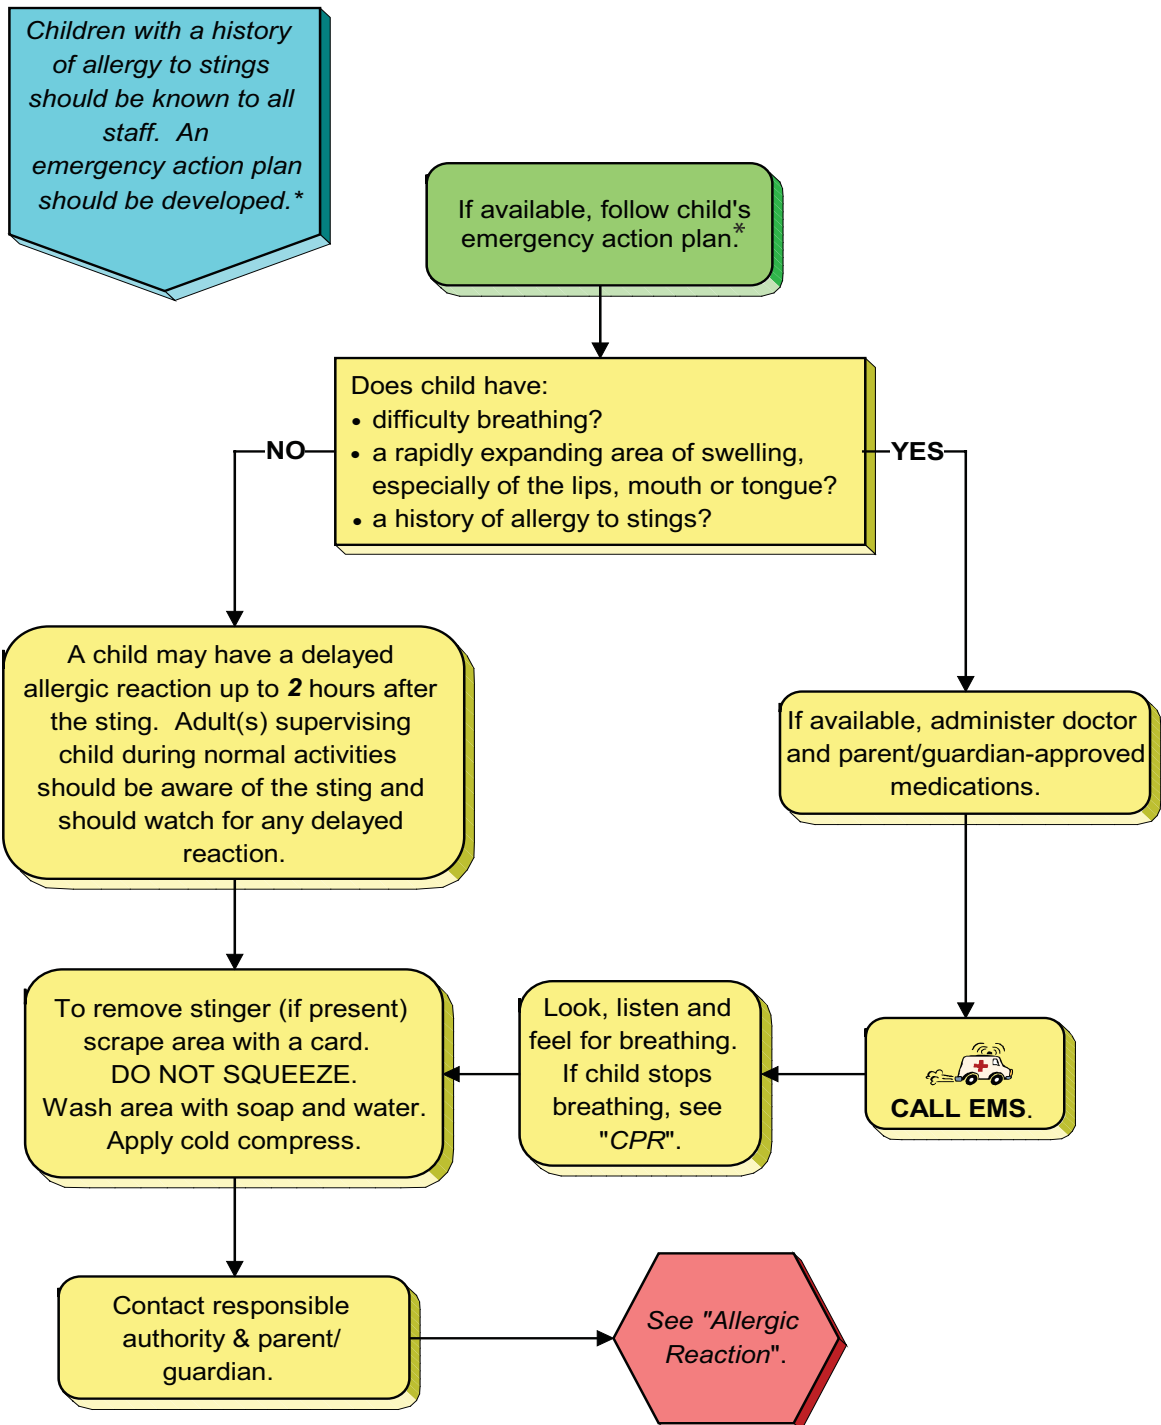 Children with a history
of allergy to stings
should be known to all
staff. An
emergency action plan
should be developed.*
If available, follow child's
emergency action plan.*
Does child have:
• difficulty breathing?
• a rapidly expanding area of swelling,
especially of the lips, mouth or tongue?
• a history of allergy to stings?
NO
YES
A child may have a delayed
allergic reaction up to 2 hours after
the sting. Adult(s) supervising
child during normal activities
should be aware of the sting and
should watch for any delayed
reaction.
If available, administer doctor
and parent/guardian-approved
medications.
To remove stinger (if present)
scrape area with a card.
DO NOT SQUEEZE.
Wash area with soap and water.
Apply cold compress.
Look, listen and
feel for breathing.
If child stops
breathing, see
"CPR".
CALL EMS.
Contact responsible
authority & parent/
guardian.
See "Allergic
Reaction".